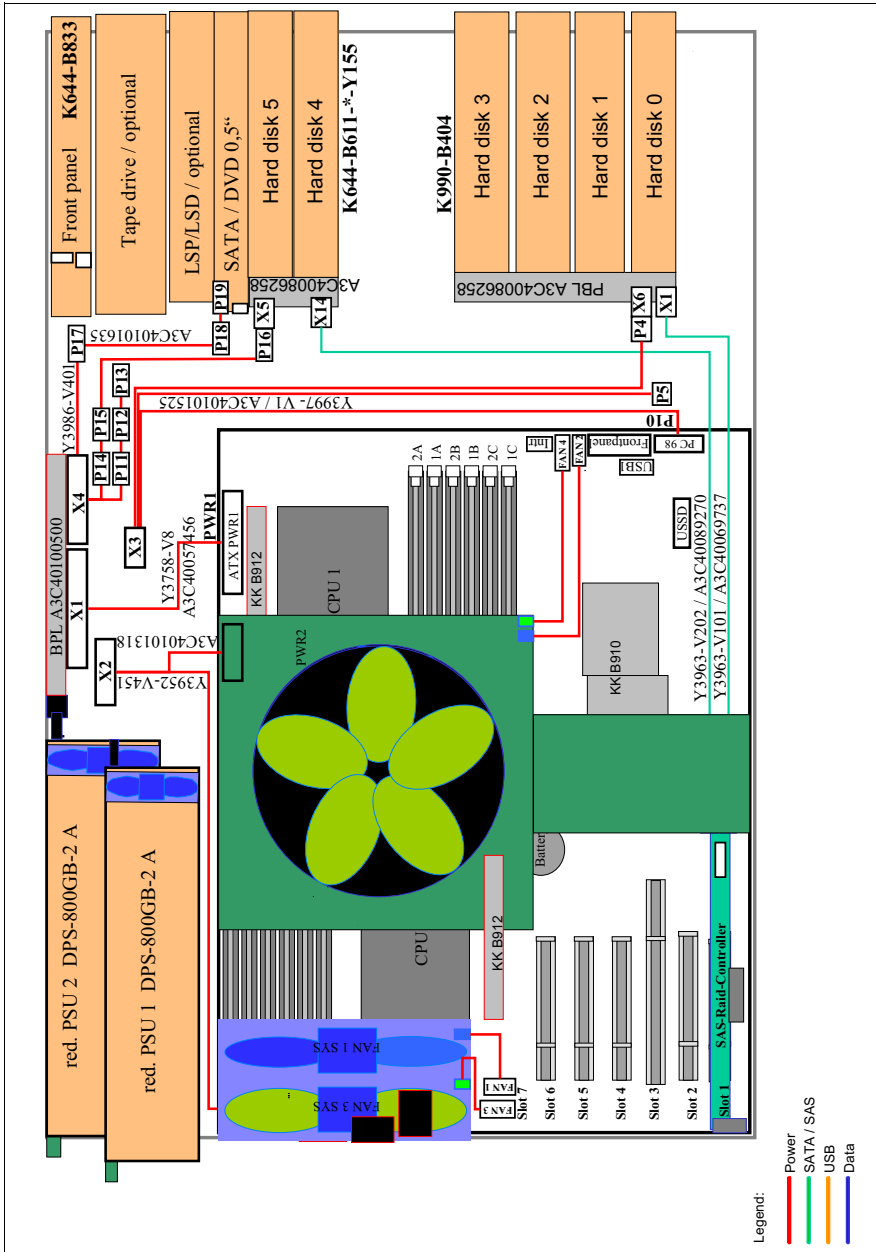 Front panel
K644-B833
Tape drive / optional
LSP/LSD / optional
SATA / DVD 0,5“
Hard disk 5
Hard disk 4
K644-B611-*-Y155
A3C40086258
K990-B404
Hard disk 3
Hard disk 2
Hard disk 1
Hard disk 0
PBL A3C40086258
P19
X5
X14
P18
P16
P4
X6
X1
P17
A3C40101635
Y3986-V401
P15
P13
P12
P14
P11
P5
Y3997- V1 / A3C40101525
P10
BPL A3C40100500
X4
X1
X3
X2
PWR1
Y3758-V8
A3C40057456
A3C40101318
Y3952-V451
ATX PWR1
KK B912
CPU 1
2A
1A
2B
1B
2C
1C
Intr
FAN 4
FAN 2
Frontpanel
USB1
PC 98
USSD
PWR2
KK B910
Y3963-V202 / A3C40089270
Y3963-V101 / A3C40069737
red. PSU 2 DPS-800GB-2 A
red. PSU 1 DPS-800GB-2 A
Batter
CPU
KK B912
FAN 1 SYS
FAN 3 SYS
...
FAN 1
FAN 3
Slot 7
Slot 6
Slot 5
Slot 4
Slot 3
Slot 2
Slot 1
SAS-Raid-Controller
Legend:
Power
SATA / SAS
USB
Data